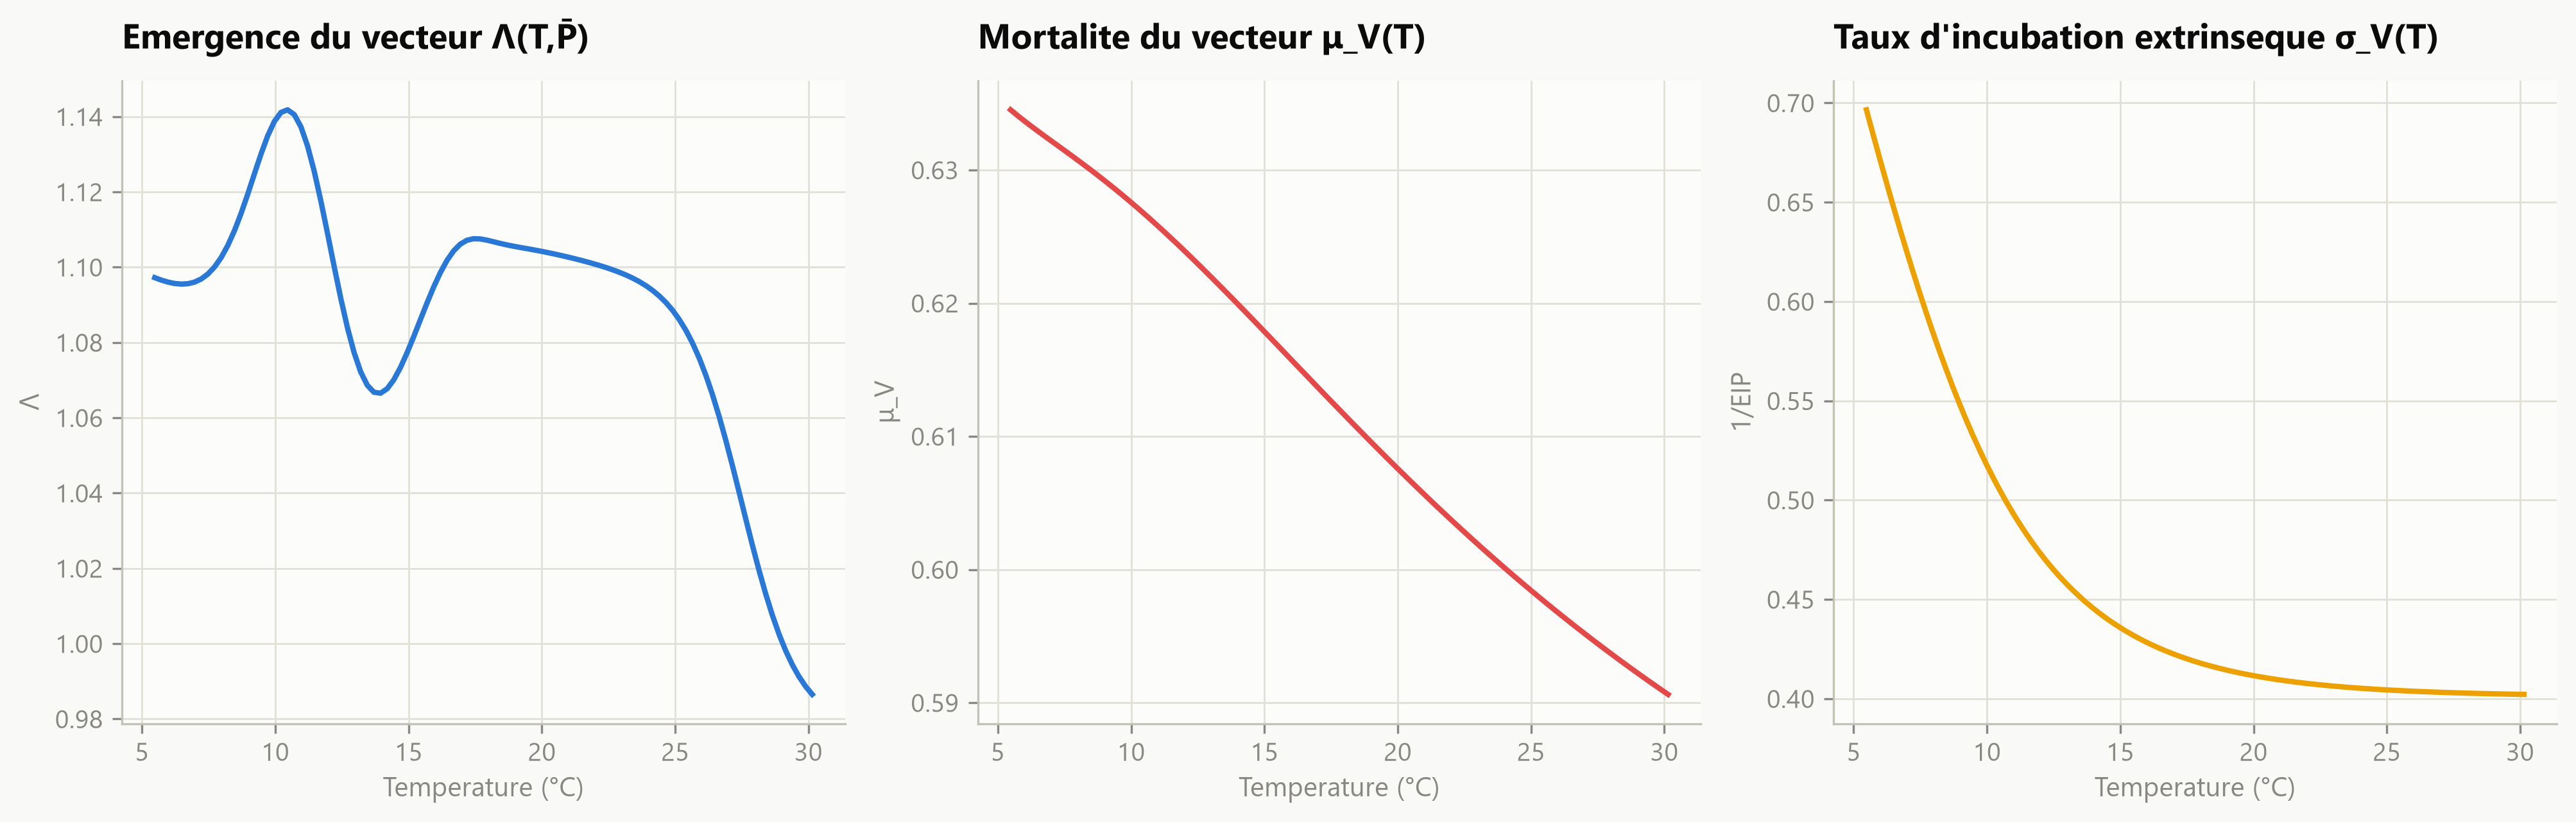 Emergence du vecteur Λ(T,P̄)
Λ
1.14
1.12
1.10
1.08
1.06
1.04
1.02
1.00
0.98
5 10 15 20 25 30
Temperature (°C)
Mortalite du vecteur μ_V(T)
μ_V
0.63
0.62
0.61
0.60
0.59
5 10 15 20 25 30
Temperature (°C)
Taux d'incubation extrinseque σ_V(T)
1/EIP
0.70
0.65
0.60
0.55
0.50
0.45
0.40
5 10 15 20 25 30
Temperature (°C)